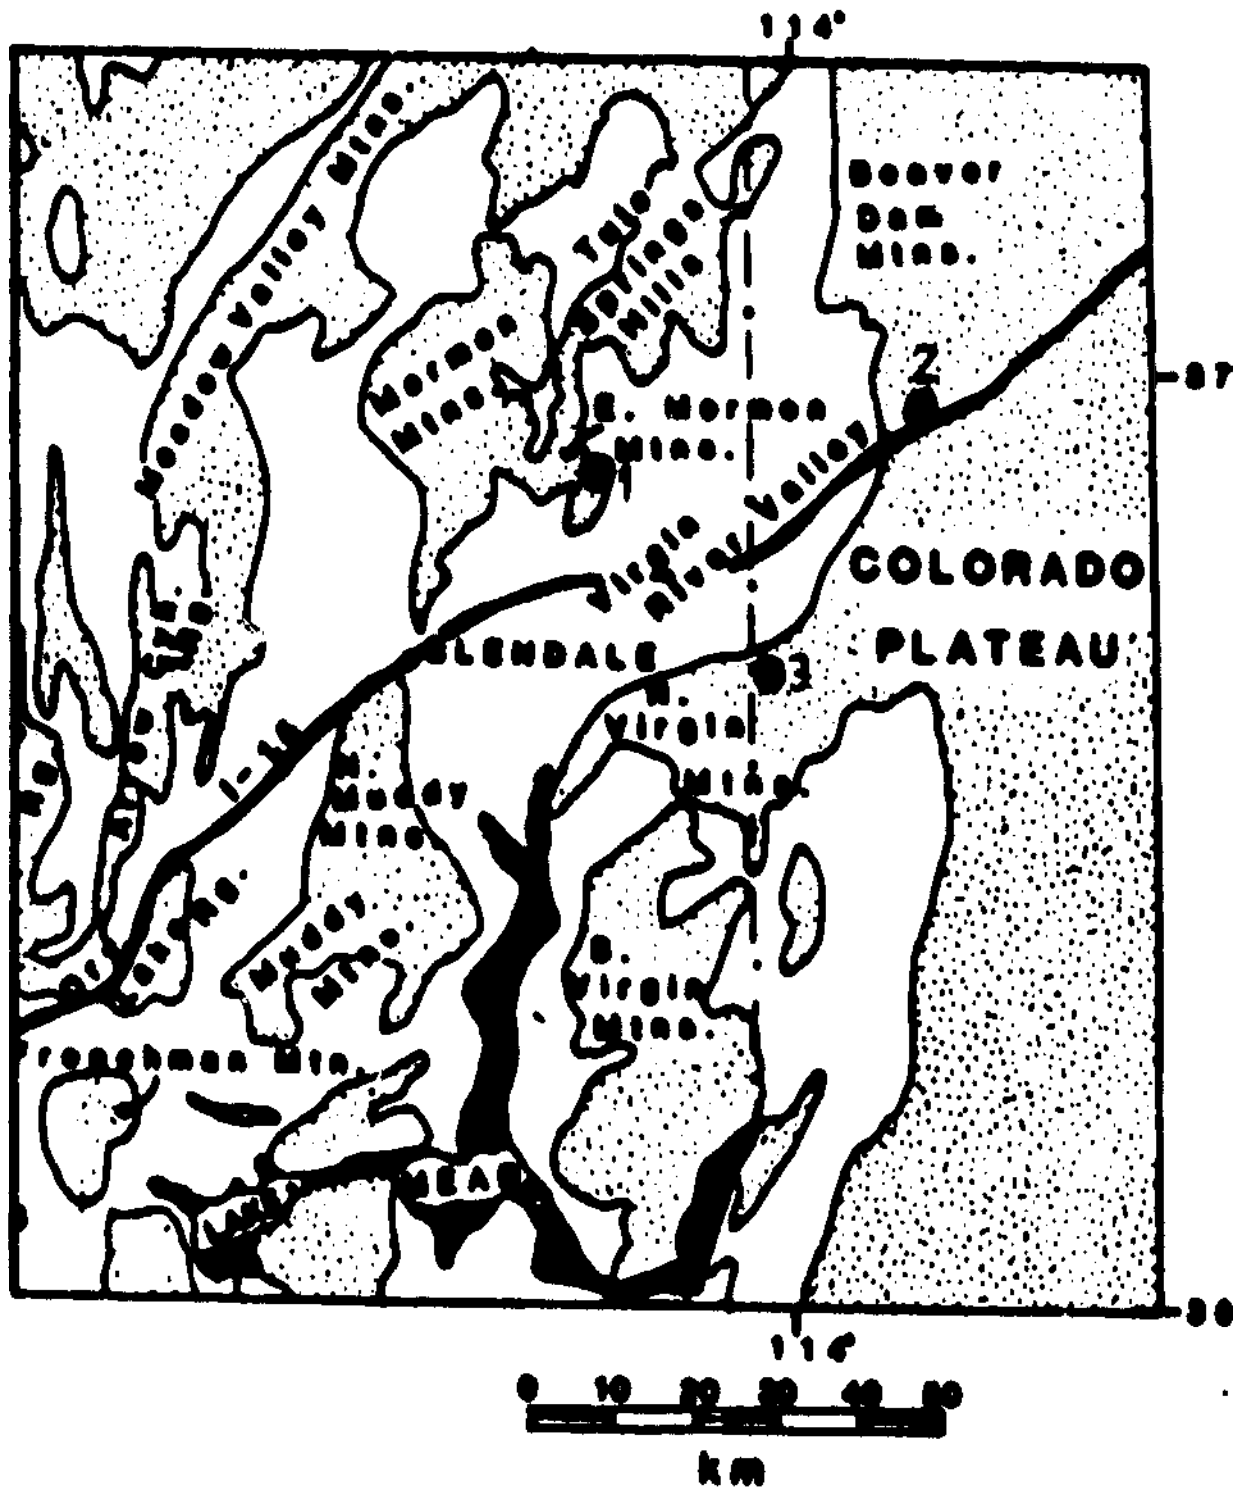 114°
Meadow Valley Mtns.
Tule
Springs
Hills
Beaver
Dam
Mtns.
Mormon
Mtns.
2
37
E. Mormon
Mtns.
1
Virgin
River Valley
COLORADO
PLATEAU
GLENDALE
3
N.
Virgin
Mtns.
I-15
N.
Muddy
Mtns.
Muddy
Mtns.
S.
Virgin
Mtns.
Frenchman Mtn.
LAKE
MEAD
36
114°
0 10 20 30 40 50
km